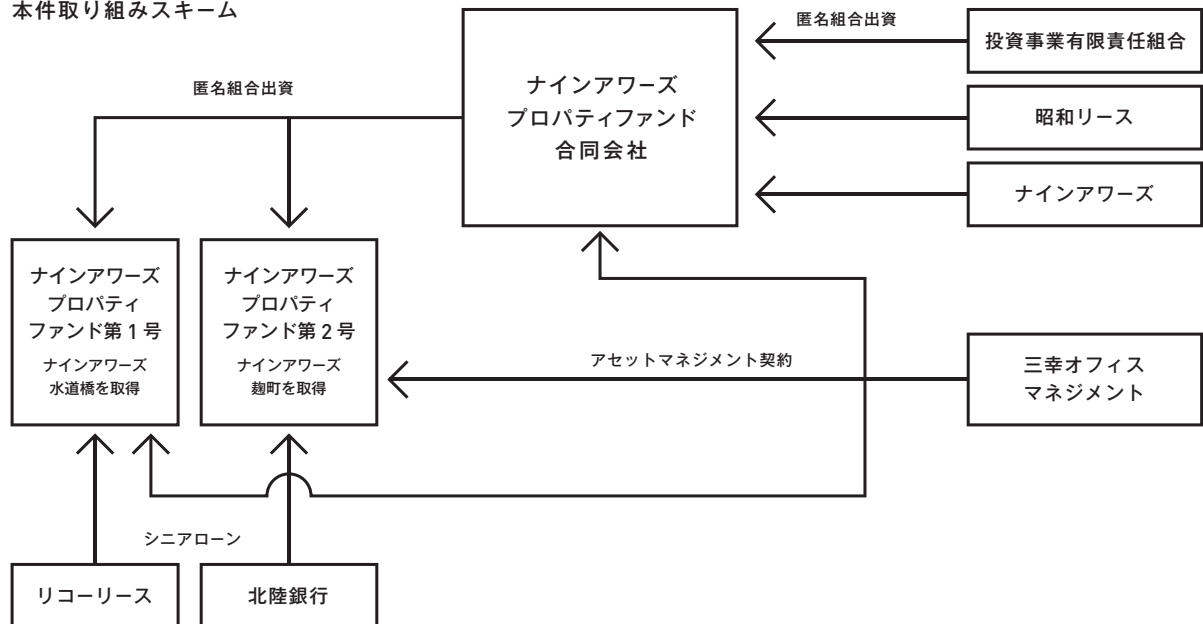 本件取り組みスキーム
匿名組合出資
投資事業有限責任組合
ナインアワーズ
プロパティファンド
合同会社
匿名組合出資
昭和リース
ナインアワーズ
ナインアワーズ
プロパティ
ファンド第1号
ナインアワーズ
水道橋を取得
ナインアワーズ
プロパティ
ファンド第2号
ナインアワーズ
麹町を取得
アセットマネジメント契約
三幸オフィス
マネジメント
シニアローン
リコーリース
北陸銀行